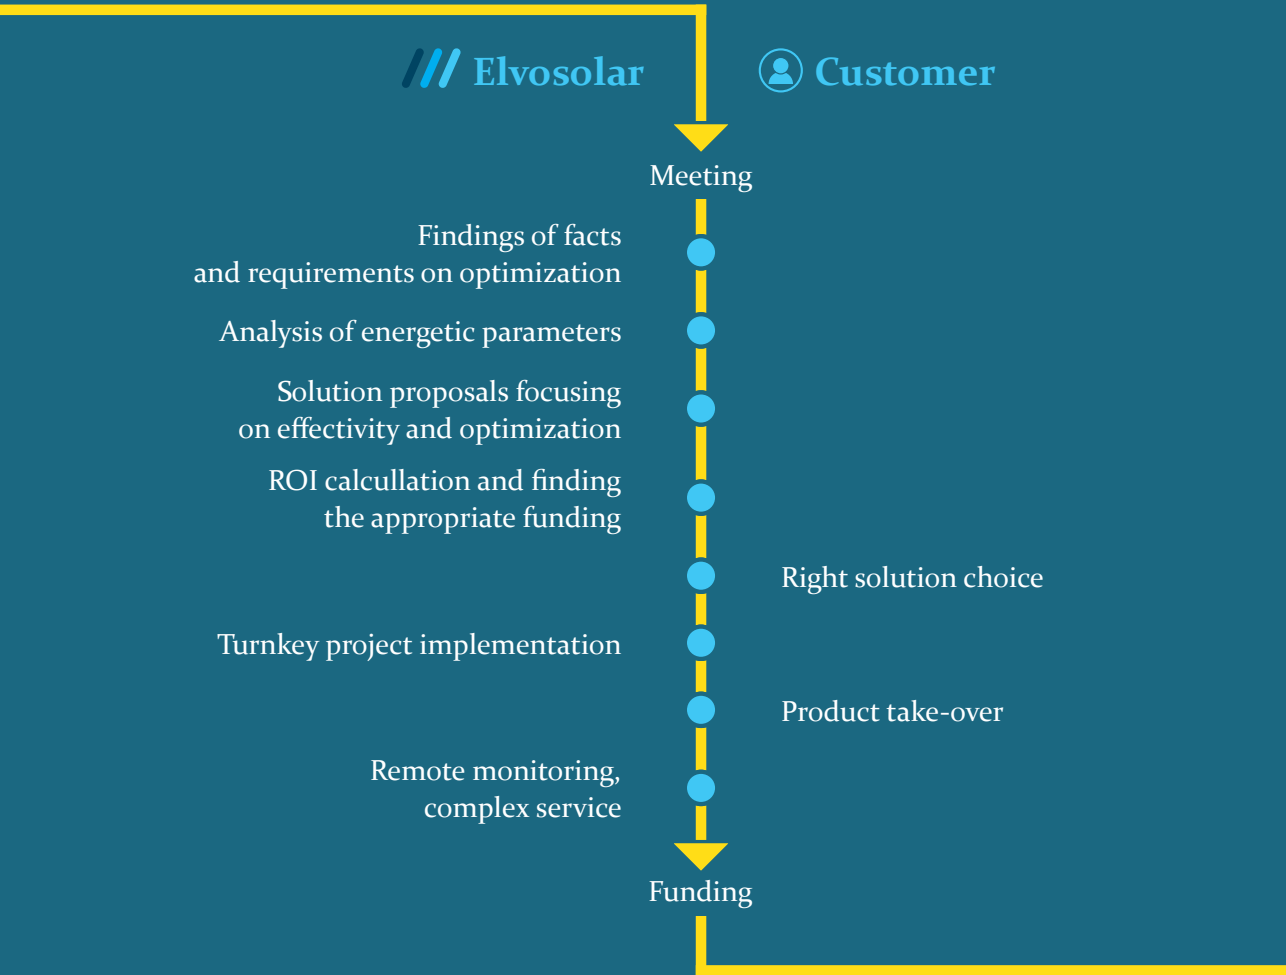 Elvosolar
Customer
Meeting
Findings of facts
and requirements on optimization
Analysis of energetic parameters
Solution proposals focusing
on effectivity and optimization
ROI calcullation and finding
the appropriate funding
Right solution choice
Turnkey project implementation
Product take-over
Remote monitoring,
complex service
Funding